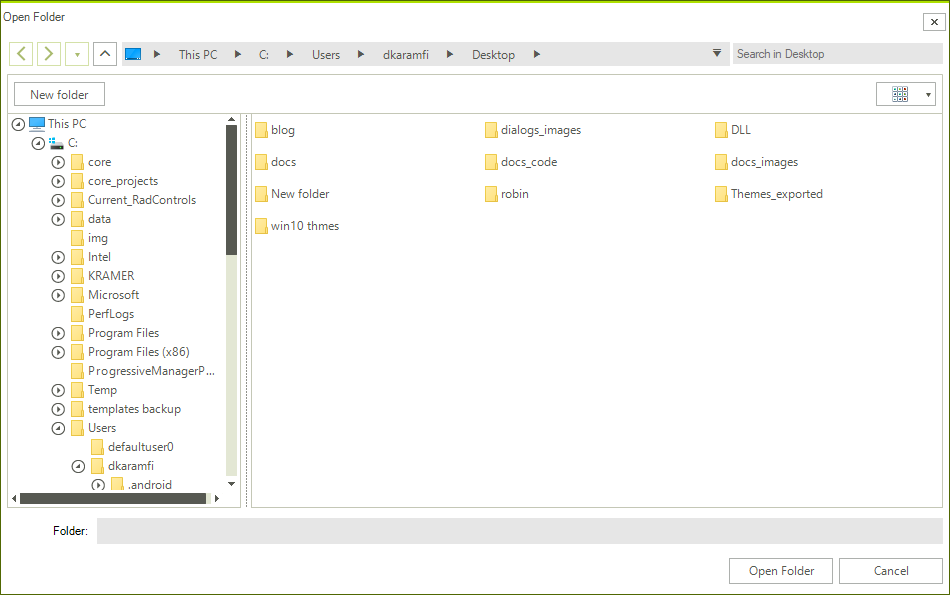 Open Folder
This PC C: Users dkaramfi Desktop Search in Desktop
New folder
This PC
C:
core
core_projects
Current_RadControls
data
img
Intel
KRAMER
Microsoft
PerfLogs
Program Files
Program Files (x86)
ProgressiveManagerP...
Temp
templates backup
Users
defaultuser0
dkaramfi
.android
blog dialogs_images DLL
docs docs_code docs_images
New folder robin Themes_exported
win10 thmes
Folder:
Open Folder Cancel